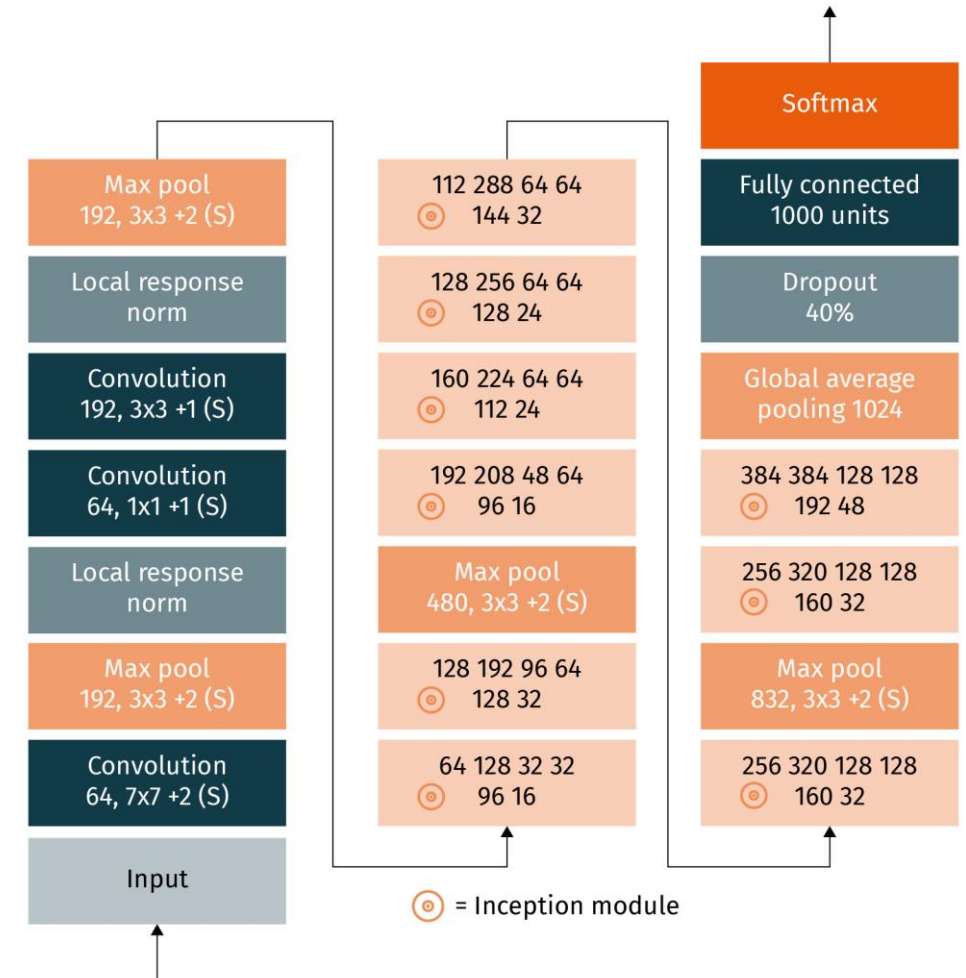 Max pool
192, 3x3 +2 (S)
Local response
norm
Convolution
192, 3x3 +1 (S)
Convolution
64, 1x1 +1 (S)
Local response
norm
Max pool
192, 3x3 +2 (S)
Convolution
64, 7x7 +2 (S)
Input
112 288 64 64
144 32
128 256 64 64
128 24
160 224 64 64
112 24
192 208 48 64
96 16
Max pool
480, 3x3 +2 (S)
128 192 96 64
128 32
64 128 32 32
96 16
= Inception module
Softmax
Fully connected
1000 units
Dropout
40%
Global average
pooling 1024
384 384 128 128
192 48
256 320 128 128
160 32
Max pool
832, 3x3 +2 (S)
256 320 128 128
160 32